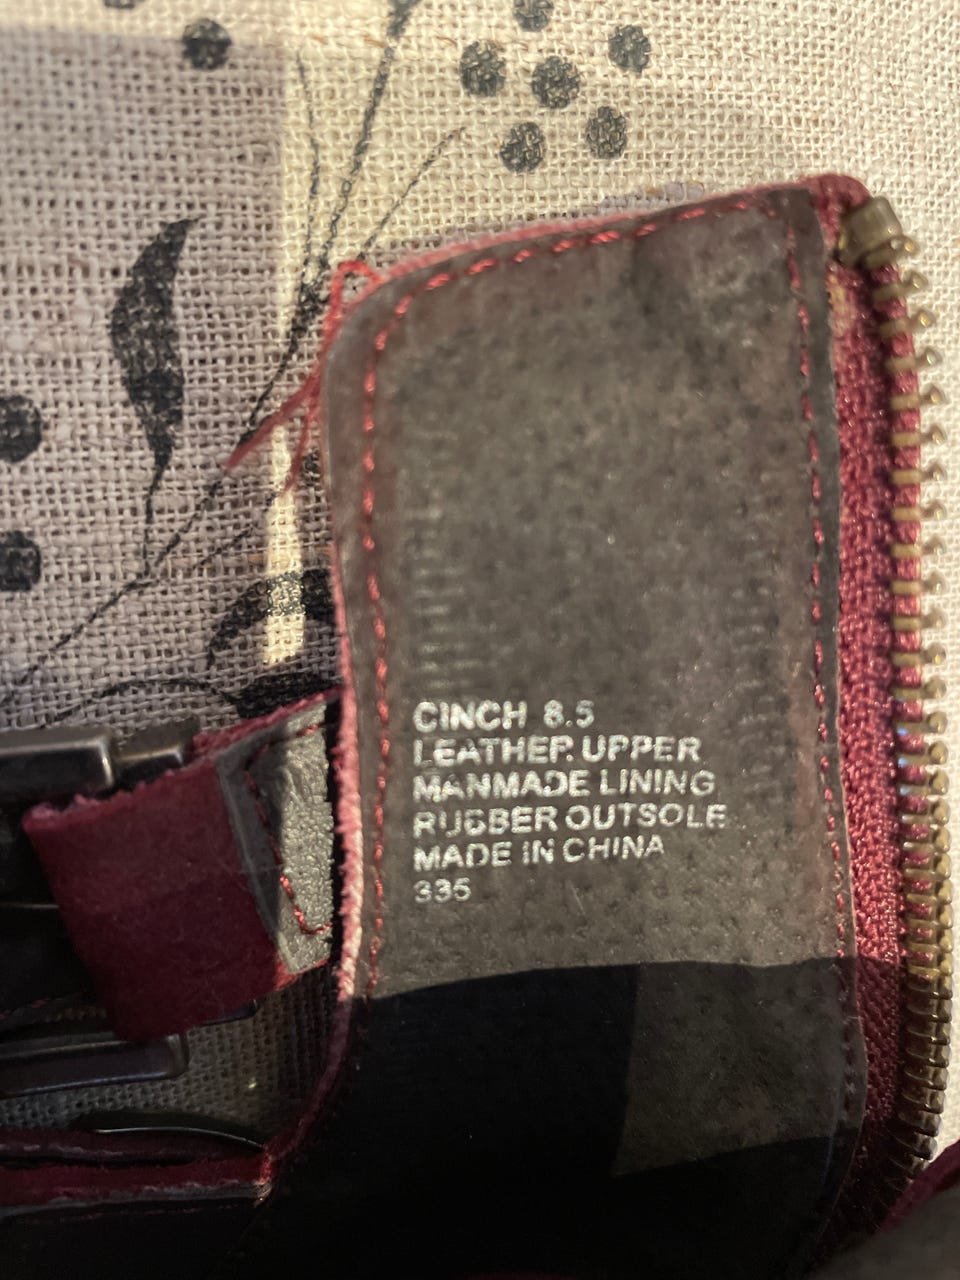 CINCH 8.5
LEATHER UPPER
MANMADE LINING
RUBBER OUTSOLE
MADE IN CHINA
335